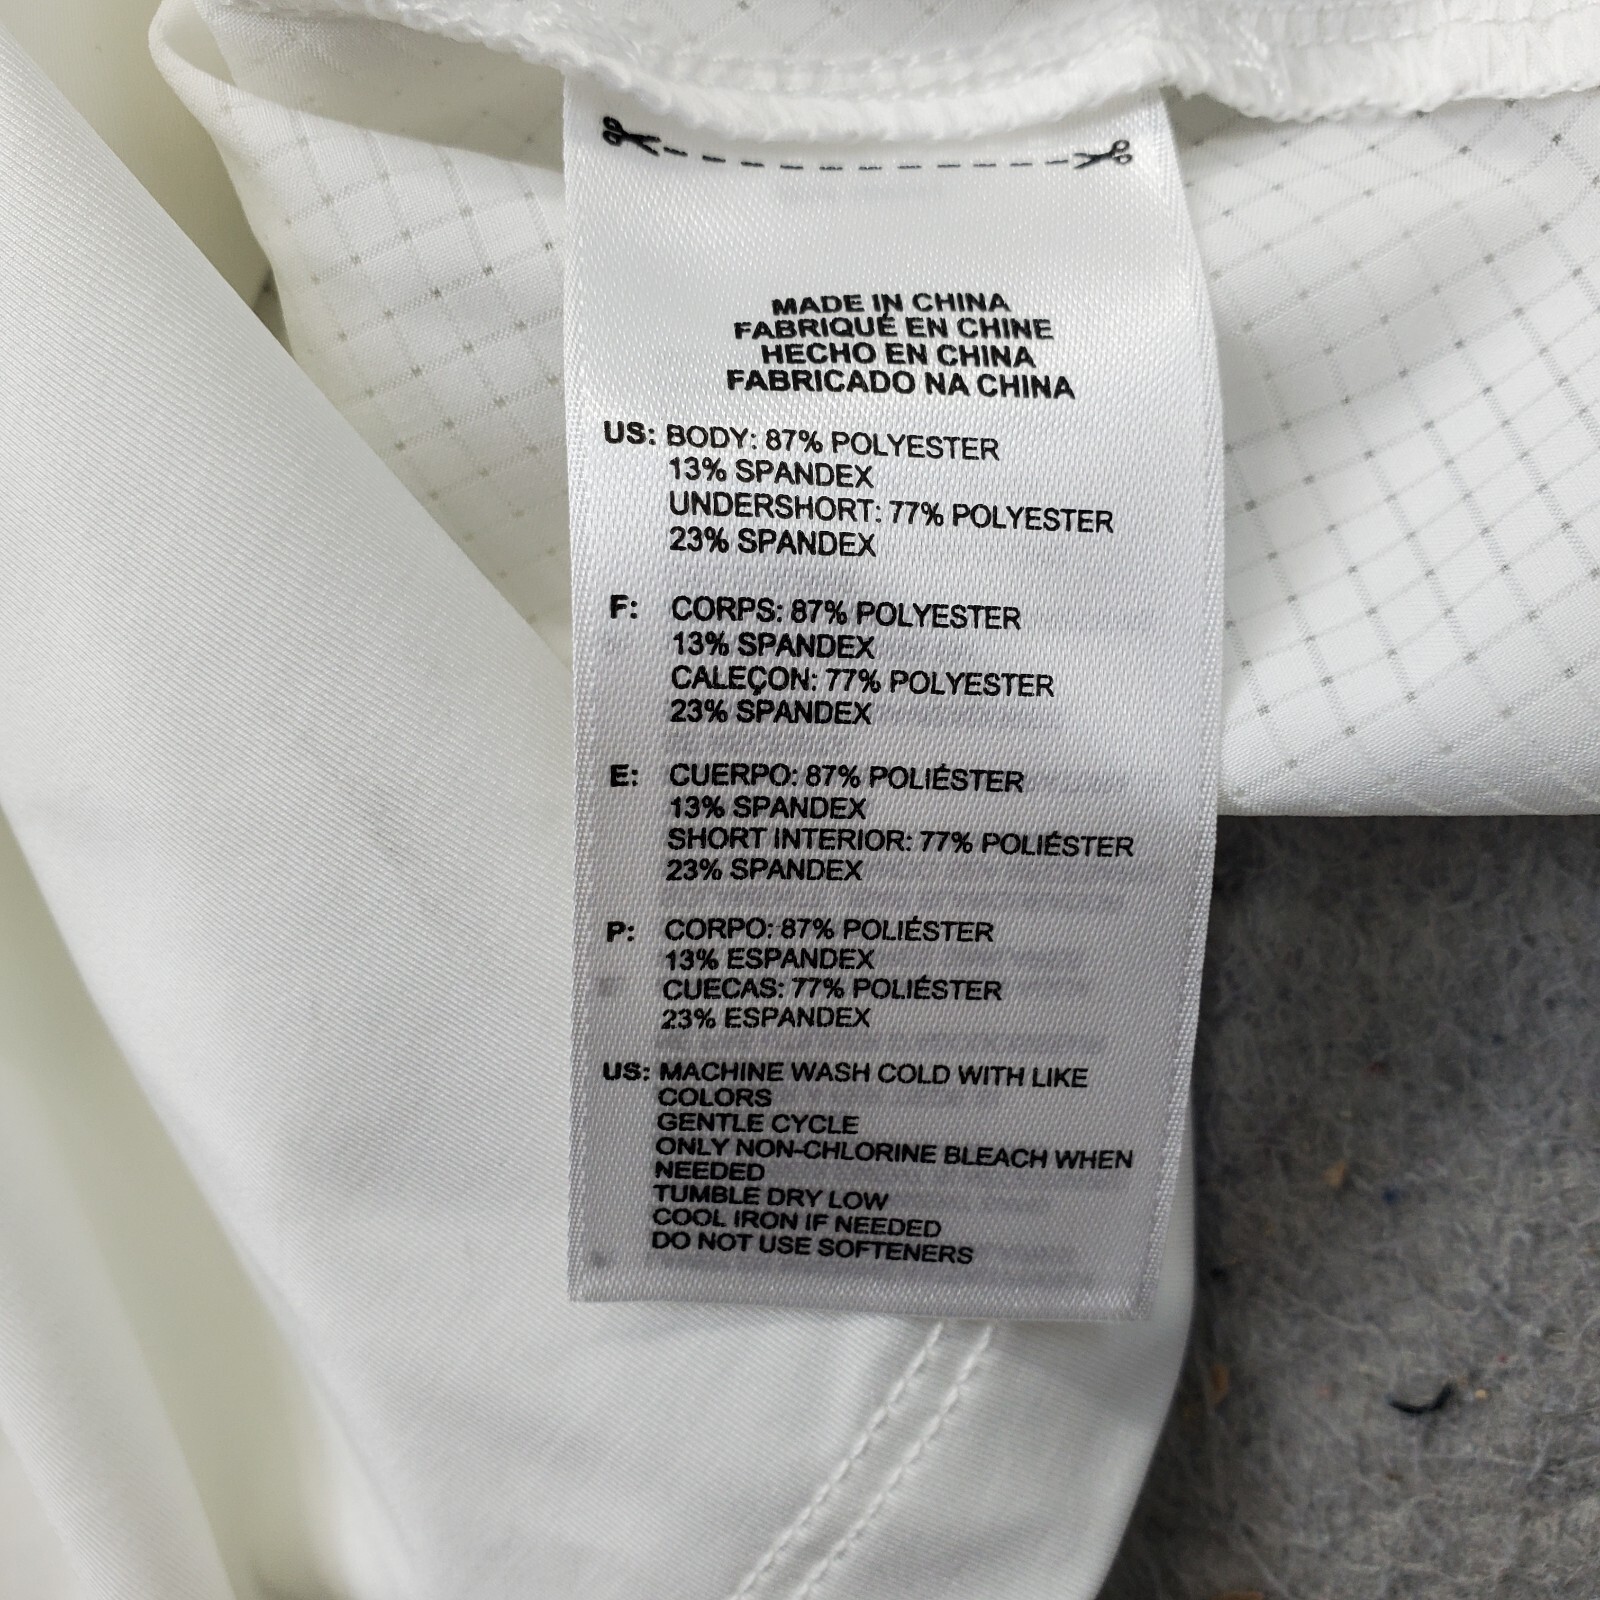 MADE IN CHINA
FABRIQUÉ EN CHINE
HECHO EN CHINA
FABRICADO NA CHINA
US: BODY: 87% POLYESTER
13% SPANDEX
UNDERSHORT: 77% POLYESTER
23% SPANDEX
F: CORPS: 87% POLYESTER
13% SPANDEX
CALEÇON: 77% POLYESTER
23% SPANDEX
E: CUERPO: 87% POLIÉSTER
13% SPANDEX
SHORT INTERIOR: 77% POLIÉSTER
23% SPANDEX
P: CORPO: 87% POLIÉSTER
13% ESPANDEX
CUECAS: 77% POLIÉSTER
23% ESPANDEX
US: MACHINE WASH COLD WITH LIKE
COLORS
GENTLE CYCLE
ONLY NON-CHLORINE BLEACH WHEN
NEEDED
TUMBLE DRY LOW
COOL IRON IF NEEDED
DO NOT USE SOFTENERS